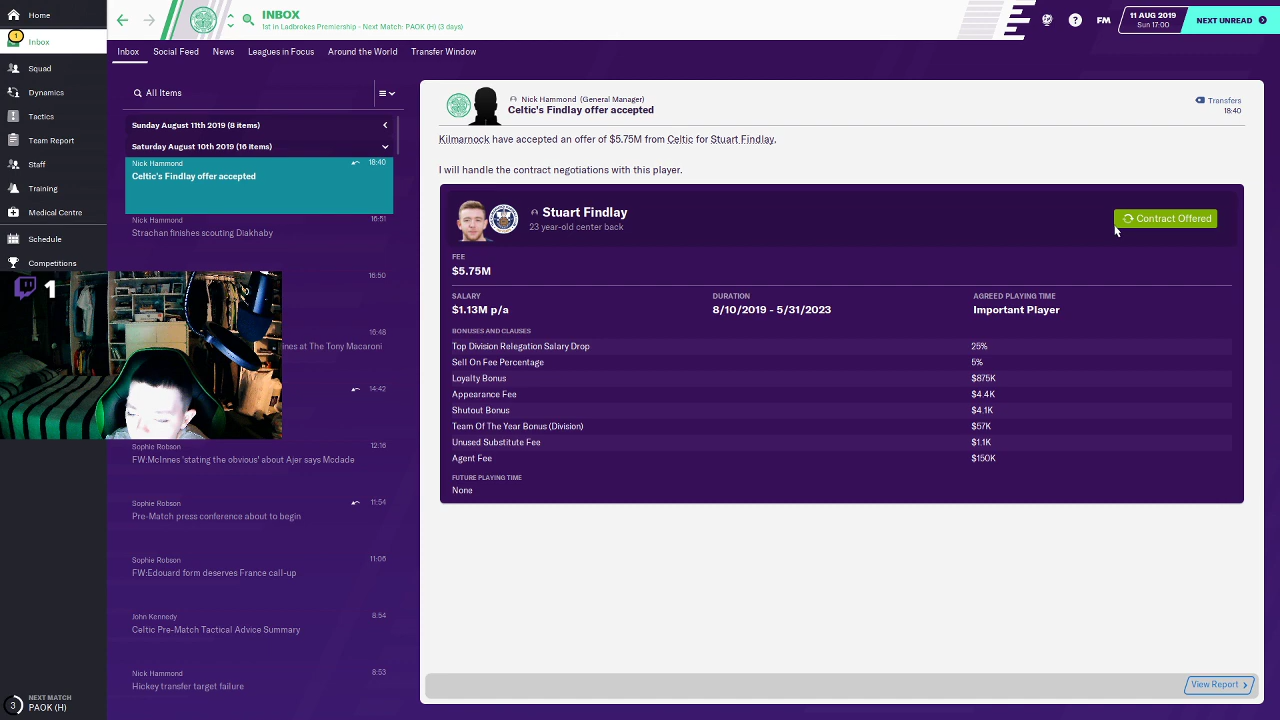 INBOX
1st in Ladbrokes Premiership - Next Match: PAOK (H) (3 days)
FM
11 AUG 2019
Sun 17:00
NEXT UNREAD
1
Inbox
Squad
Dynamics
Tactics
Team Report
Staff
Training
Medical Centre
Schedule
Competitions
1
3
NEXT MATCH
PAOK (H)
Inbox Social Feed News Leagues in Focus Around the World Transfer Window
All Items
Sunday August 11th 2019 (8 items)
Saturday August 10th 2019 (16 items)
Nick Hammond 18:40
Celtic's Findlay offer accepted
Nick Hammond 16:51
Strachan finishes scouting Diakhaby
16:50
16:48
ines at The Tony Macaroni
14:42
Sophie Robson 12:16
FW:McInnes 'stating the obvious' about Ajer says Mcdade
Sophie Robson 11:54
Pre-Match press conference about to begin
Sophie Robson 11:06
FW:Edouard form deserves France call-up
John Kennedy 8:54
Celtic Pre-Match Tactical Advice Summary
Nick Hammond 8:53
Hickey transfer target failure
Nick Hammond (General Manager)
Celtic's Findlay offer accepted
Transfers
18:40
Kilmarnock have accepted an offer of $5.75M from Celtic for Stuart Findlay.
I will handle the contract negotiations with this player.
Stuart Findlay
23 year-old center back
Contract Offered
FEE
$5.75M
SALARY DURATION AGREED PLAYING TIME
$1.13M p/a 8/10/2019 - 5/31/2023 Important Player
BONUSES AND CLAUSES
Top Division Relegation Salary Drop 25%
Sell On Fee Percentage 5%
Loyalty Bonus $875K
Appearance Fee $4.4K
Shutout Bonus $4.1K
Team Of The Year Bonus (Division) $57K
Unused Substitute Fee $1.1K
Agent Fee $150K
FUTURE PLAYING TIME
None
View Report